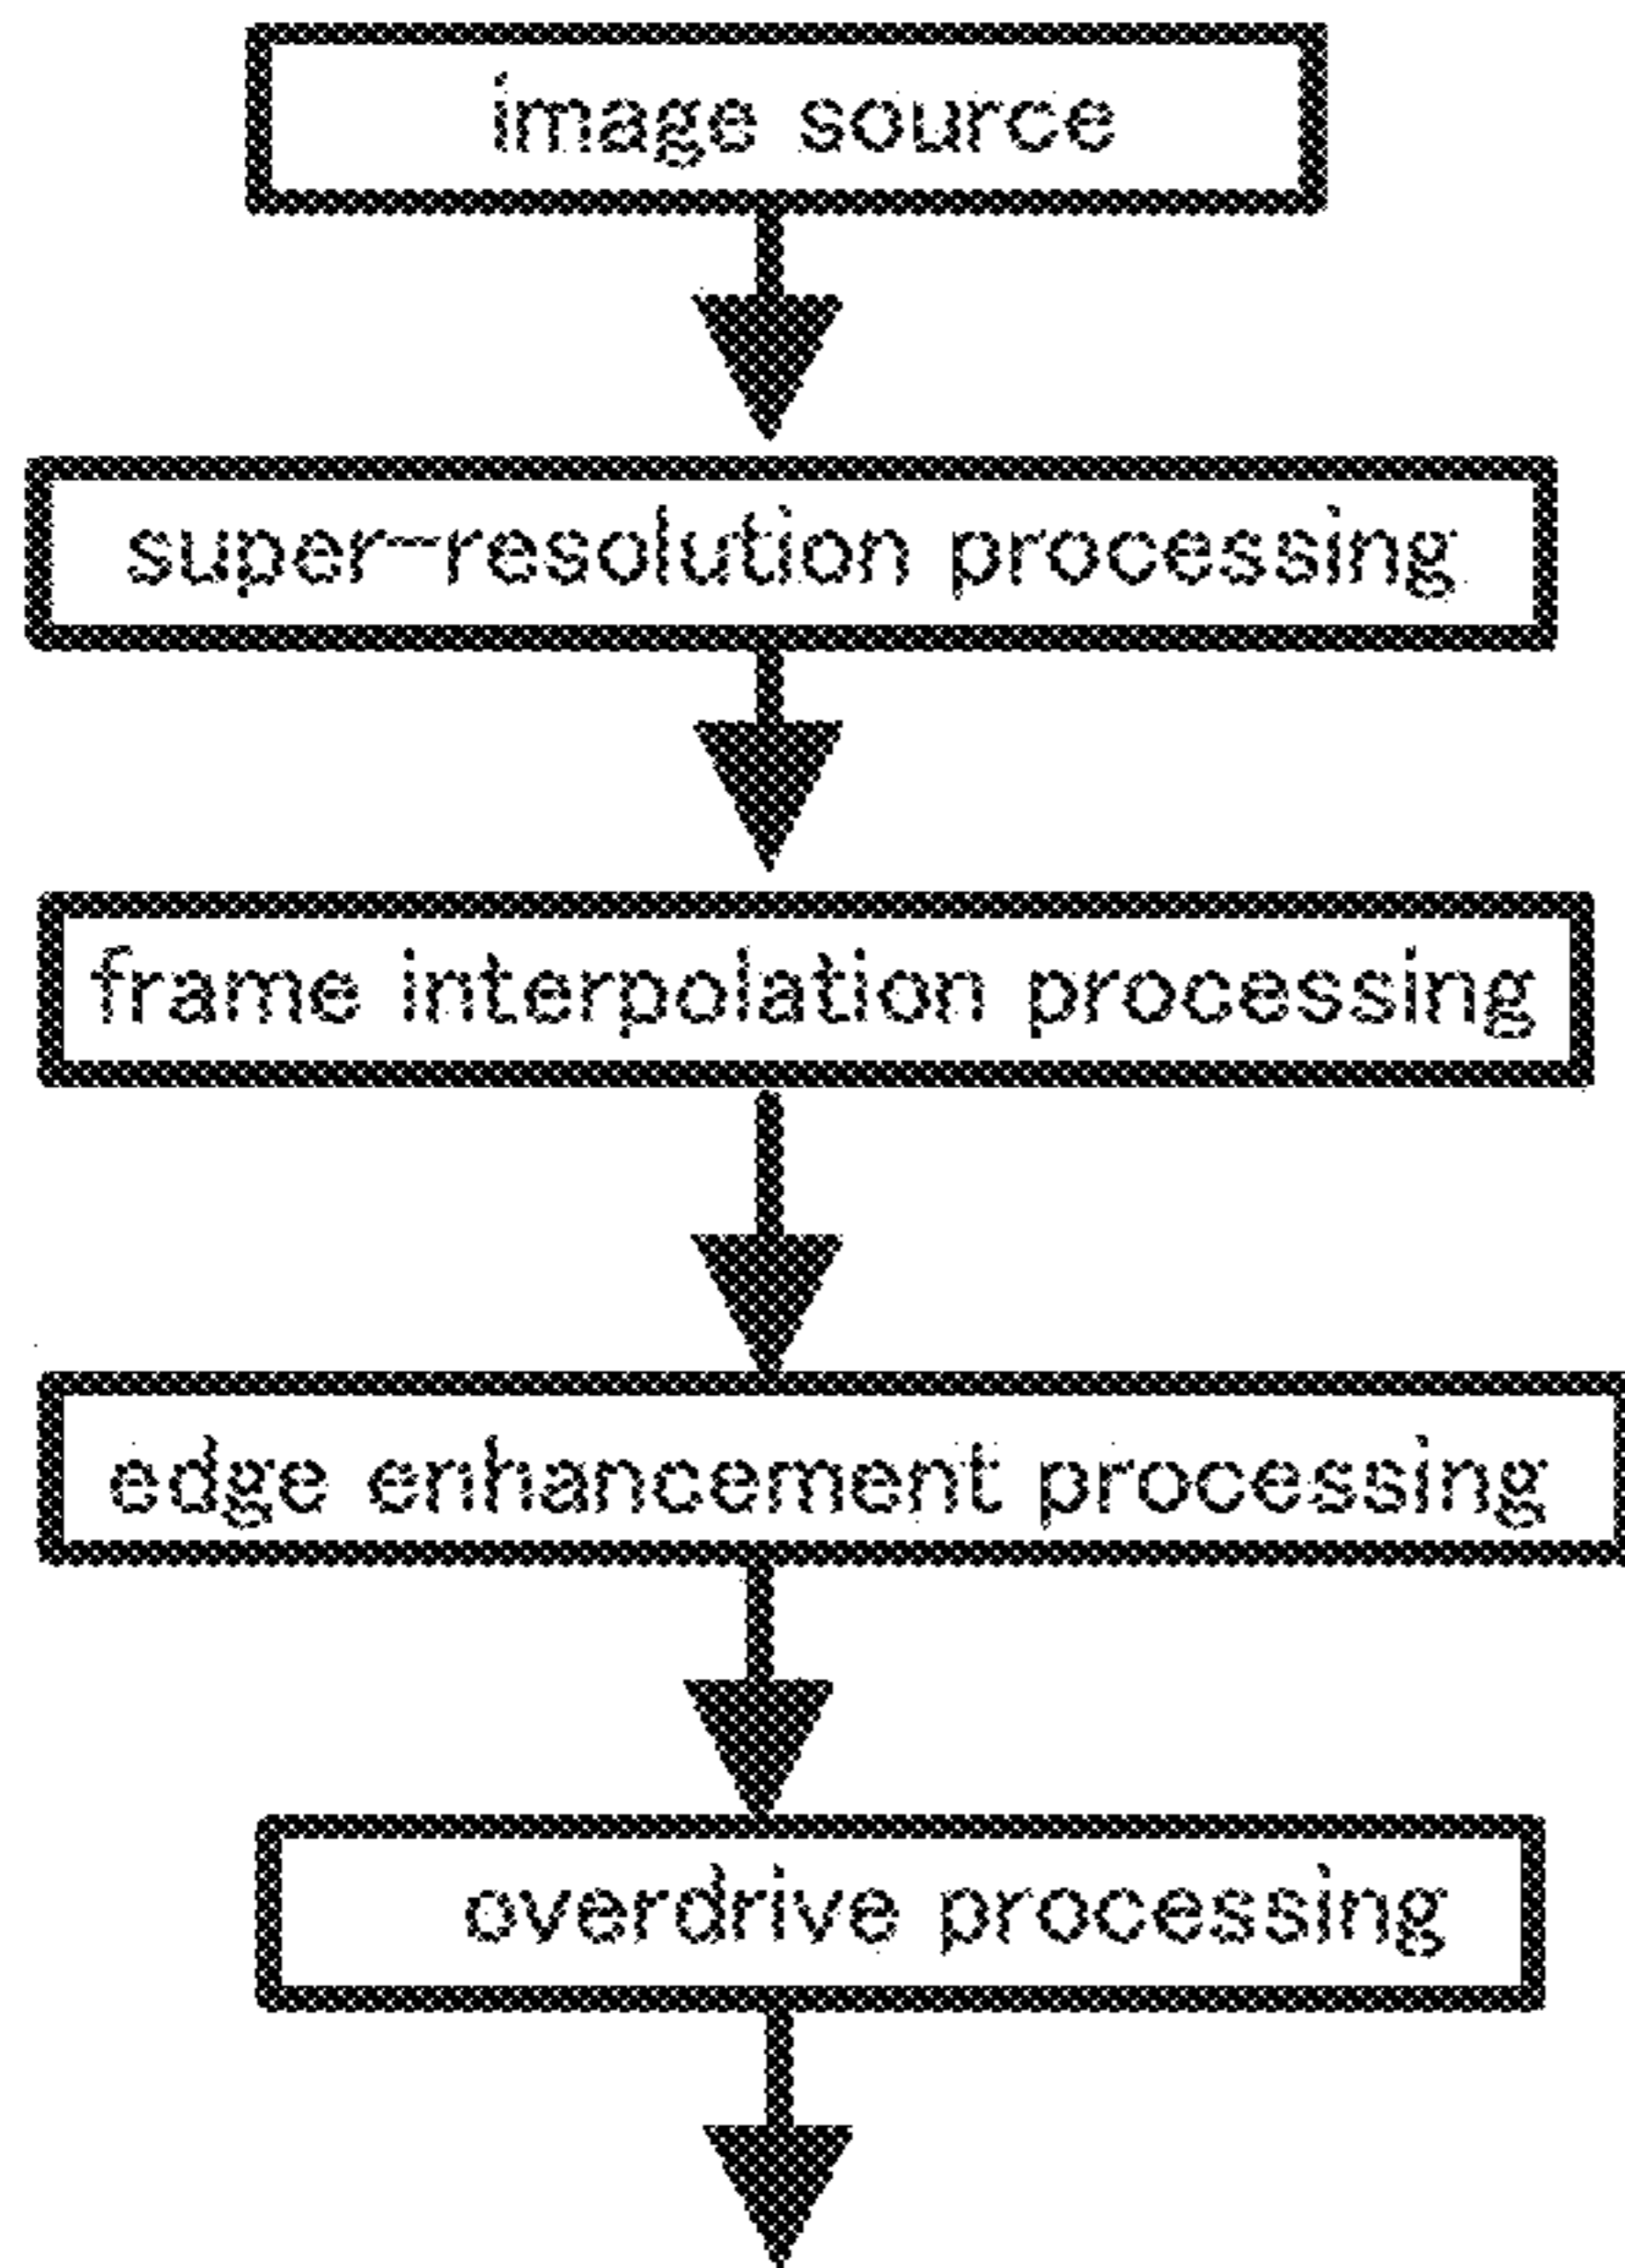 image source
super-resolution processing
frame interpolation processing
edge enhancement processing
overdrive processing